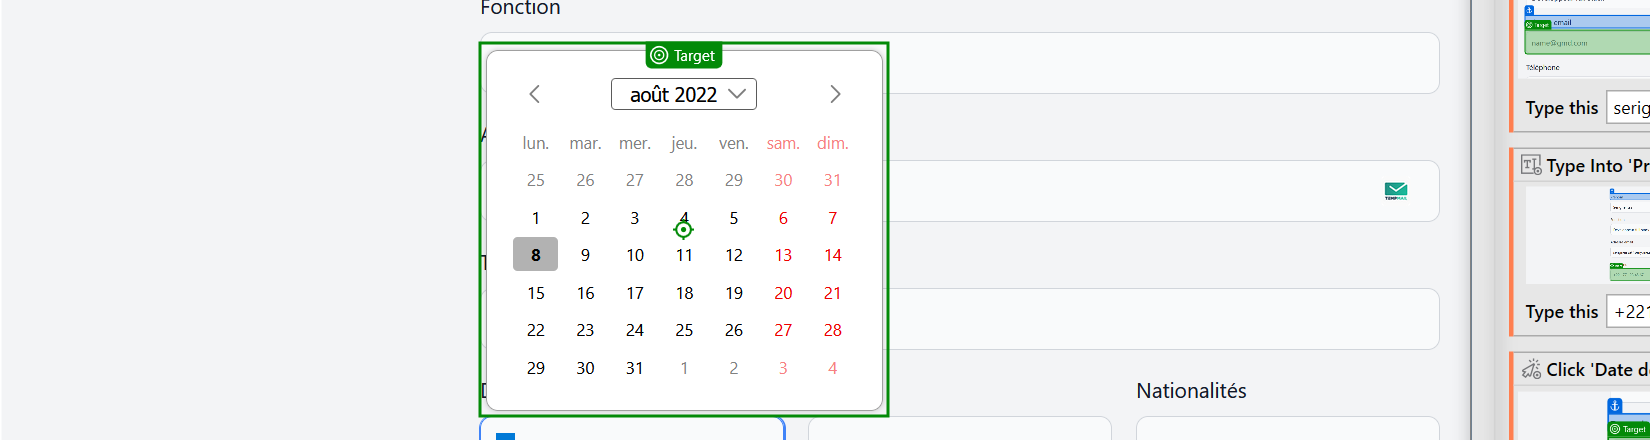 Fonction
Target
août 2022
lun. mar. mer. jeu. ven. sam. dim.
25 26 27 28 29 30 31
1 2 3 4 5 6 7
8 9 10 11 12 13 14
15 16 17 18 19 20 21
22 23 24 25 26 27 28
29 30 31 1 2 3 4
Nationalités
TEMPMAIL
email
Target
name@gmail.com
Téléphone
Type this serig
Type Into 'Pr
Type this +221
Click 'Date d
Target